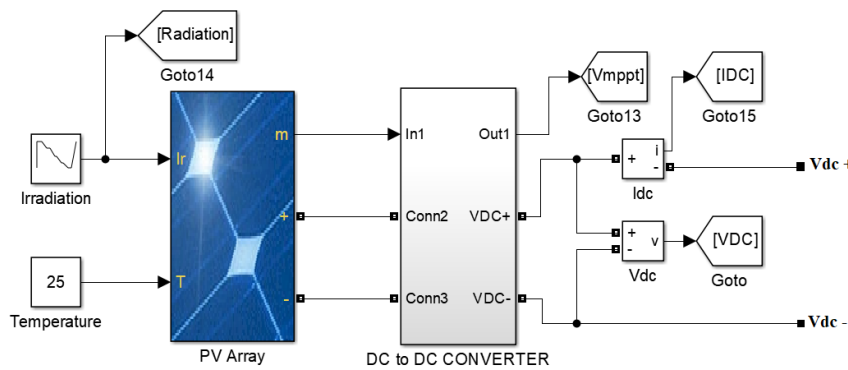 [Radiation]
Goto14
[Vmppt]
Goto13
[IDC]
Goto15
m
In1
Out1
Ir
Irradiation
+
i
-
Idc
Vdc +
+
Conn2
VDC+
+
-
v
Vdc
[VDC]
Goto
25
Temperature
T
-
Conn3
VDC-
Vdc -
PV Array
DC to DC CONVERTER